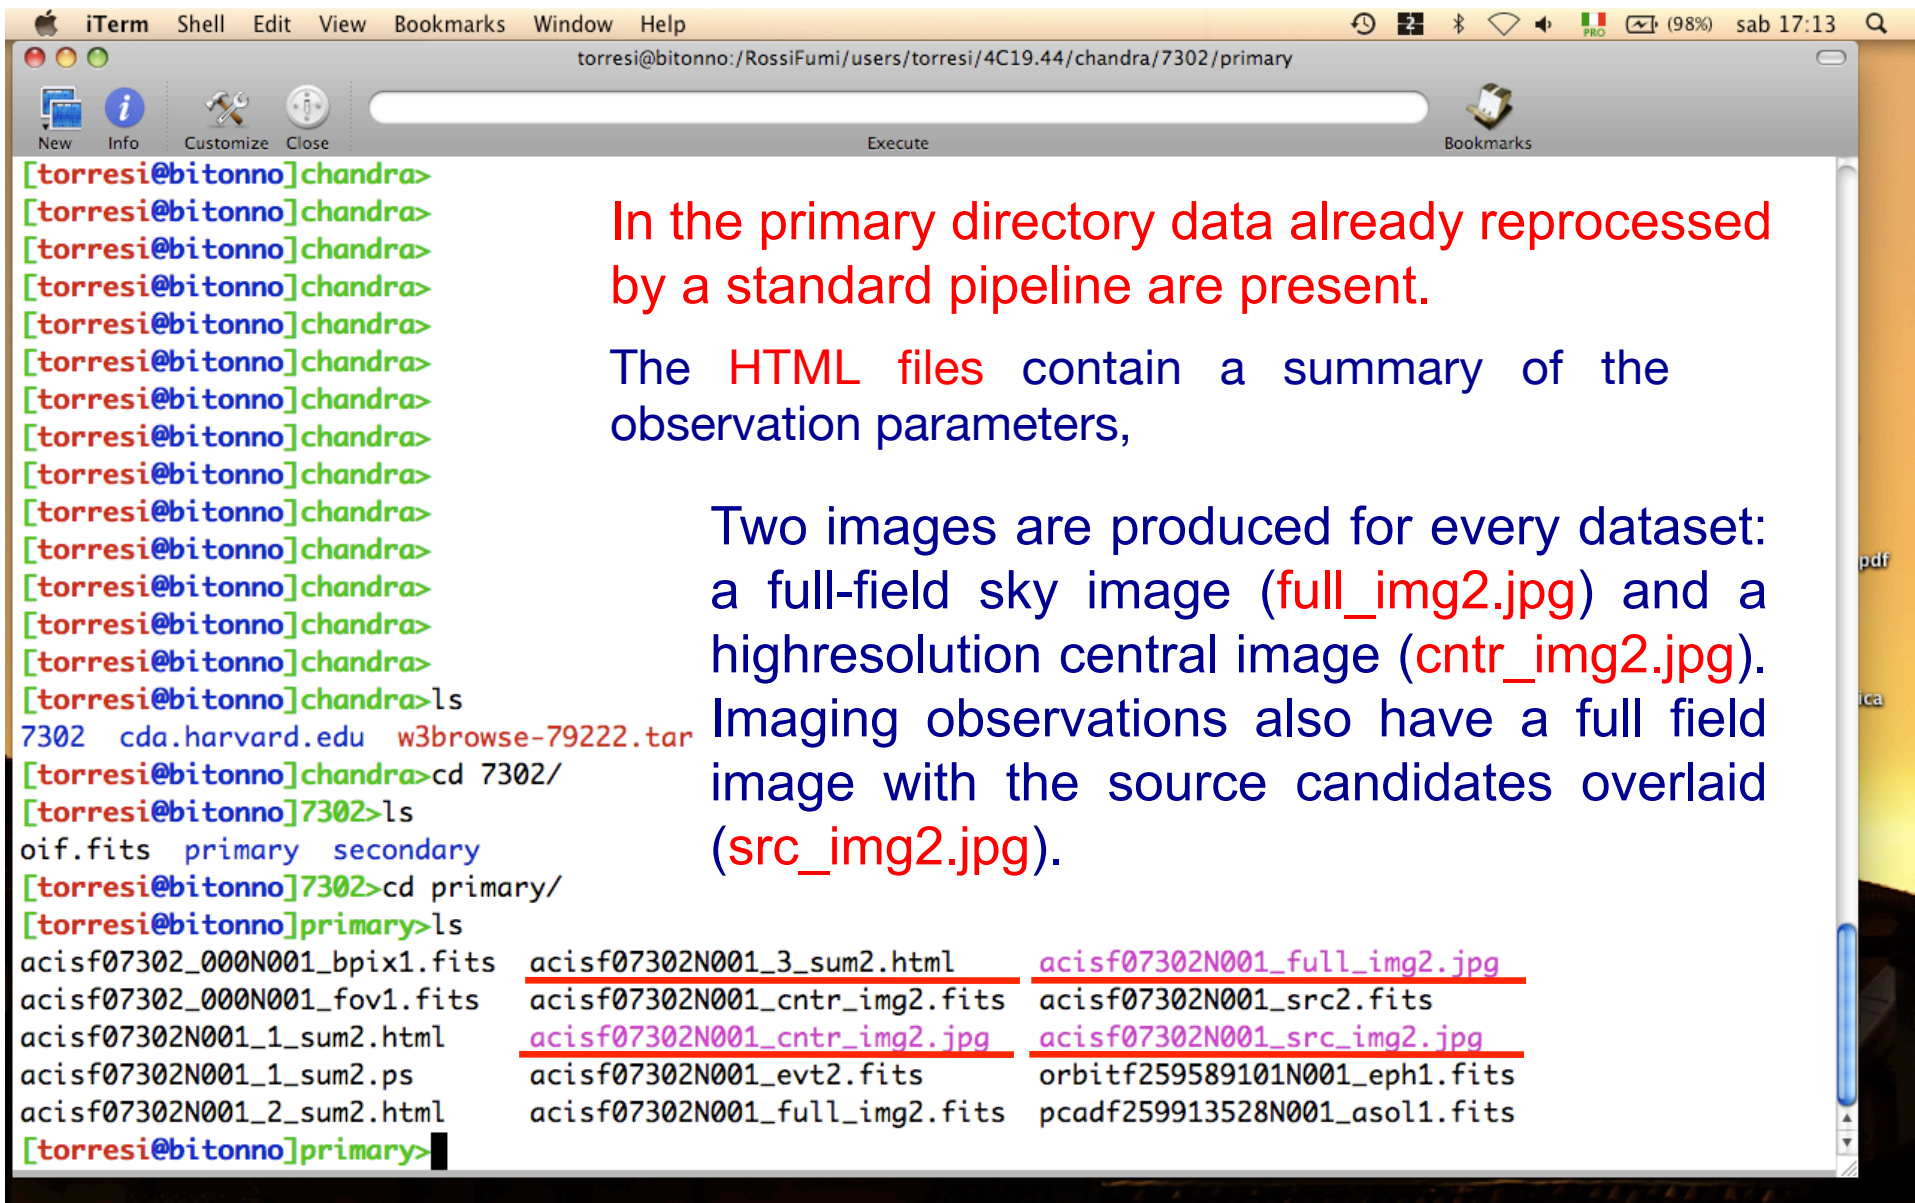 iTerm Shell Edit View Bookmarks Window Help 2 PRO (98%) sab 17:13
torresi@bitonno:/RossiFumi/users/torresi/4C19.44/chandra/7302/primary
New Info Customize Close Execute Bookmarks
[torresi@bitonno]chandra>
[torresi@bitonno]chandra>
[torresi@bitonno]chandra>
[torresi@bitonno]chandra>
[torresi@bitonno]chandra>
[torresi@bitonno]chandra>
[torresi@bitonno]chandra>
[torresi@bitonno]chandra>
[torresi@bitonno]chandra>
[torresi@bitonno]chandra>
[torresi@bitonno]chandra>
[torresi@bitonno]chandra>
[torresi@bitonno]chandra>
[torresi@bitonno]chandra>
[torresi@bitonno]chandra>ls
7302 cda.harvard.edu w3browse-79222.tar
[torresi@bitonno]chandra>cd 7302/
[torresi@bitonno]7302>ls
oif.fits primary secondary
[torresi@bitonno]7302>cd primary/
[torresi@bitonno]primary>ls
acisf07302_000N001_bpix1.fits acisf07302N001_3_sum2.html acisf07302N001_full_img2.jpg
acisf07302_000N001_fov1.fits acisf07302N001_cntr_img2.fits acisf07302N001_src2.fits
acisf07302N001_1_sum2.html acisf07302N001_cntr_img2.jpg acisf07302N001_src_img2.jpg
acisf07302N001_1_sum2.ps acisf07302N001_evt2.fits orbitf259589101N001_eph1.fits
acisf07302N001_2_sum2.html acisf07302N001_full_img2.fits pcadf259913528N001_asol1.fits
[torresi@bitonno]primary>
In the primary directory data already reprocessed
by a standard pipeline are present.
The HTML files contain a summary of the
observation parameters,
Two images are produced for every dataset:
a full-field sky image (full_img2.jpg) and a
highresolution central image (cntr_img2.jpg).
Imaging observations also have a full field
image with the source candidates overlaid
(src_img2.jpg).
pdf
ica